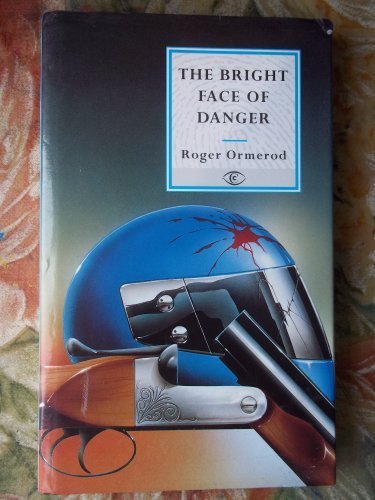 THE BRIGHT
FACE OF
DANGER
Roger Ormerod